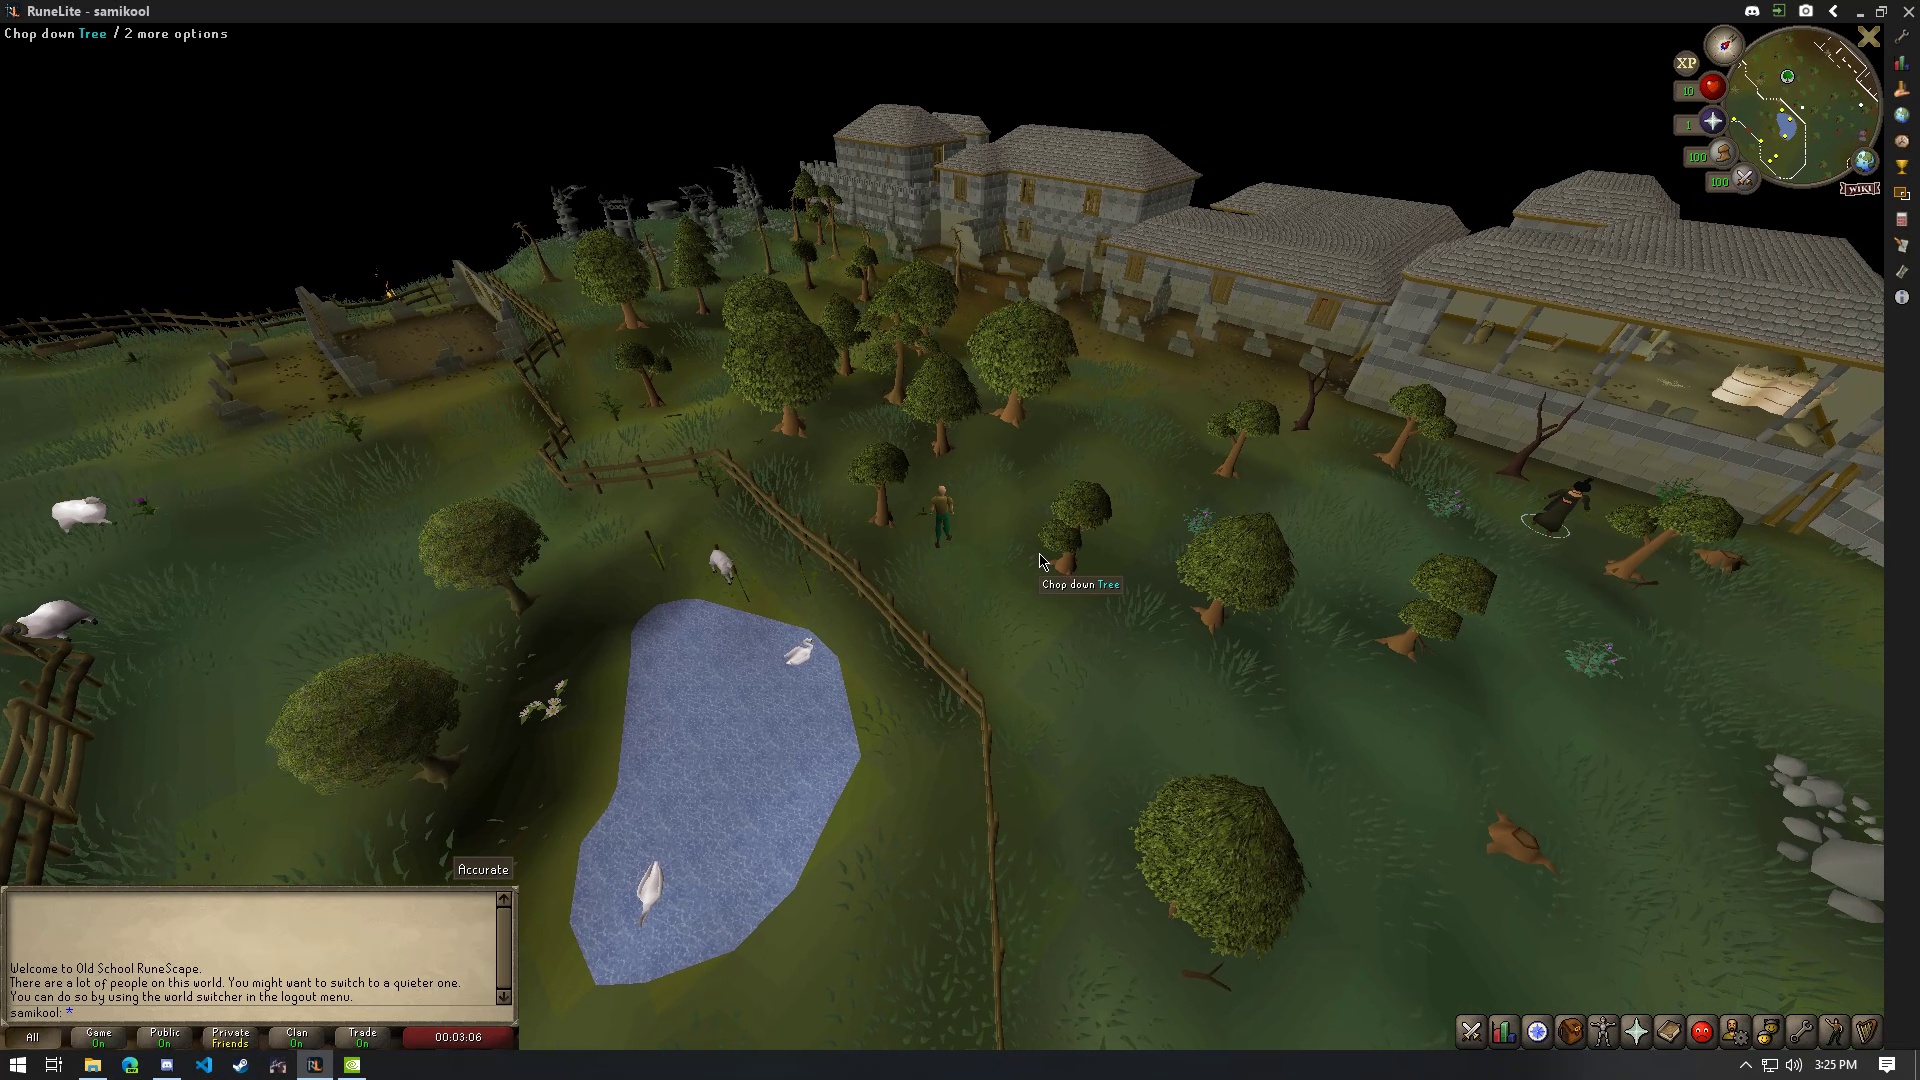 RuneLite - samikool
Chop down Tree / 2 more options
XP
10
1
100
100
WIKI
Chop down Tree
Accurate
Welcome to Old School RuneScape.
There are a lot of people on this world. You might want to switch to a quieter one.
You can do so by using the world switcher in the logout menu.
samikool: *
All
Game
On
Public
On
Private
Friends
Clan
On
Trade
On
00:03:06
3:25 PM